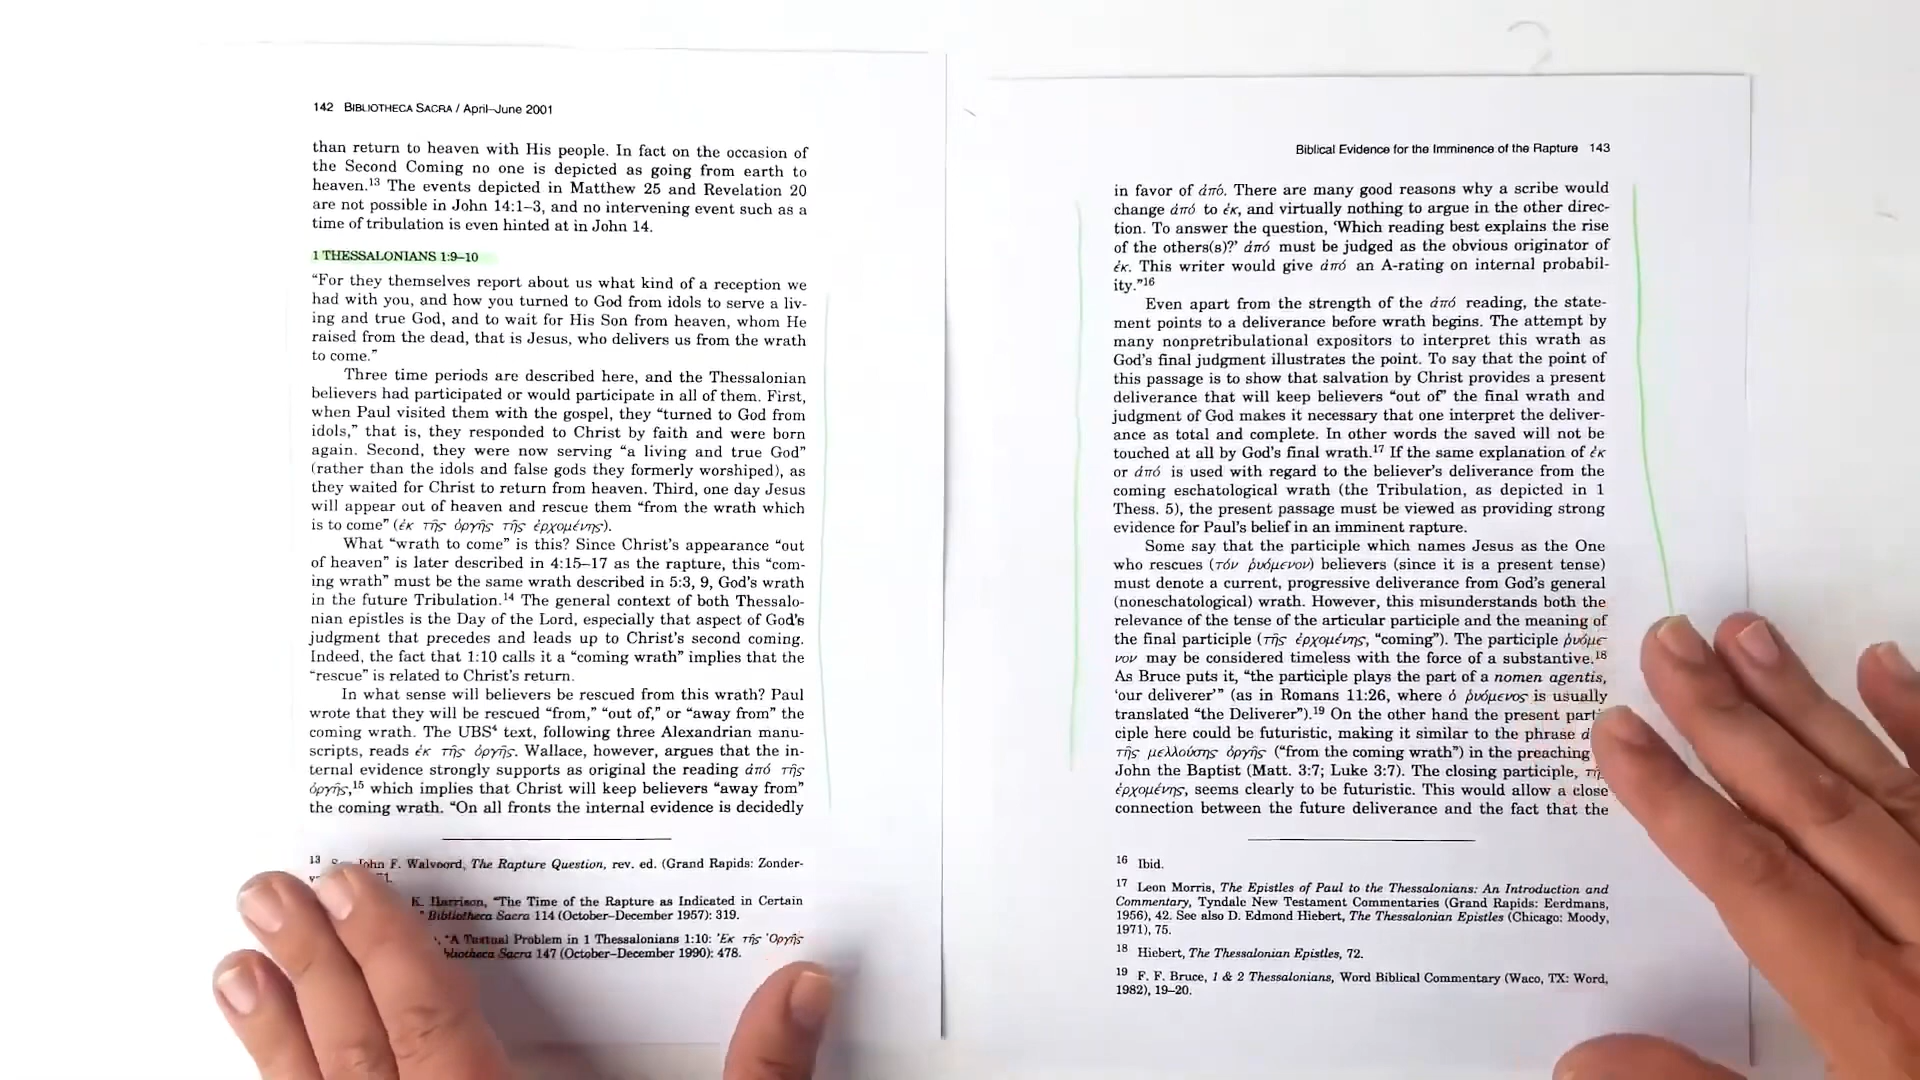 142 BIBLIOTHECA SACRA / April–June 2001
than return to heaven with His people. In fact on the occasion of
the Second Coming no one is depicted as going from earth to
heaven.¹³ The events depicted in Matthew 25 and Revelation 20
are not possible in John 14:1–3, and no intervening event such as a
time of tribulation is even hinted at in John 14.
1 THESSALONIANS 1:9–10
“For they themselves report about us what kind of a reception we
had with you, and how you turned to God from idols to serve a liv-
ing and true God, and to wait for His Son from heaven, whom He
raised from the dead, that is Jesus, who delivers us from the wrath
to come.”
Three time periods are described here, and the Thessalonian
believers had participated or would participate in all of them. First,
when Paul visited them with the gospel, they “turned to God from
idols,” that is, they responded to Christ by faith and were born
again. Second, they were now serving “a living and true God”
(rather than the idols and false gods they formerly worshiped), as
they waited for Christ to return from heaven. Third, one day Jesus
will appear out of heaven and rescue them “from the wrath which
is to come” (ἐκ τῆς ὀργῆς τῆς ἐρχομένης).
What “wrath to come” is this? Since Christ’s appearance “out
of heaven” is later described in 4:15–17 as the rapture, this “com-
ing wrath” must be the same wrath described in 5:3, 9, God’s wrath
in the future Tribulation.¹⁴ The general context of both Thessalo-
nian epistles is the Day of the Lord, especially that aspect of God’s
judgment that precedes and leads up to Christ’s second coming.
Indeed, the fact that 1:10 calls it a “coming wrath” implies that the
“rescue” is related to Christ’s return.
In what sense will believers be rescued from this wrath? Paul
wrote that they will be rescued “from,” “out of,” or “away from” the
coming wrath. The UBS⁴ text, following three Alexandrian manu-
scripts, reads ἐκ τῆς ὀργῆς. Wallace, however, argues that the in-
ternal evidence strongly supports as original the reading ἀπό τῆς
ὀργῆς,¹⁵ which implies that Christ will keep believers “away from”
the coming wrath. “On all fronts the internal evidence is decidedly
13 John F. Walvoord, The Rapture Question, rev. ed. (Grand Rapids: Zonder-
71.
K. Harrison, “The Time of the Rapture as Indicated in Certain
” Bibliotheca Sacra 114 (October–December 1957): 319.
, “A Textual Problem in 1 Thessalonians 1:10: Ἐκ τῆς Ὀργῆς
bliotheca Sacra 147 (October–December 1990): 478.
Biblical Evidence for the Imminence of the Rapture 143
in favor of ἀπό. There are many good reasons why a scribe would
change ἀπό to ἐκ, and virtually nothing to argue in the other direc-
tion. To answer the question, ‘Which reading best explains the rise
of the others(s)?’ ἀπό must be judged as the obvious originator of
ἐκ. This writer would give ἀπό an A-rating on internal probabil-
ity.”¹⁶
Even apart from the strength of the ἀπό reading, the state-
ment points to a deliverance before wrath begins. The attempt by
many nonpretribulational expositors to interpret this wrath as
God’s final judgment illustrates the point. To say that the point of
this passage is to show that salvation by Christ provides a present
deliverance that will keep believers “out of” the final wrath and
judgment of God makes it necessary that one interpret the deliver-
ance as total and complete. In other words the saved will not be
touched at all by God’s final wrath.¹⁷ If the same explanation of ἐκ
or ἀπό is used with regard to the believer’s deliverance from the
coming eschatological wrath (the Tribulation, as depicted in 1
Thess. 5), the present passage must be viewed as providing strong
evidence for Paul’s belief in an imminent rapture.
Some say that the participle which names Jesus as the One
who rescues (τόν ῥυόμενον) believers (since it is a present tense)
must denote a current, progressive deliverance from God’s general
(noneschatological) wrath. However, this misunderstands both the
relevance of the tense of the articular participle and the meaning of
the final participle (τῆς ἐρχομένης, “coming”). The participle ῥυόμε-
νον may be considered timeless with the force of a substantive.¹⁸
As Bruce puts it, “the participle plays the part of a nomen agentis,
‘our deliverer’” (as in Romans 11:26, where ὁ ῥυόμενος is usually
translated “the Deliverer”).¹⁹ On the other hand the present parti-
ciple here could be futuristic, making it similar to the phrase
τῆς μελλούσης ὀργῆς (“from the coming wrath”) in the preaching
John the Baptist (Matt. 3:7; Luke 3:7). The closing participle, τῆς
ἐρχομένης, seems clearly to be futuristic. This would allow a close
connection between the future deliverance and the fact that the
16 Ibid.
17 Leon Morris, The Epistles of Paul to the Thessalonians: An Introduction and
Commentary, Tyndale New Testament Commentaries (Grand Rapids: Eerdmans,
1956), 42. See also D. Edmond Hiebert, The Thessalonian Epistles (Chicago: Moody,
1971), 75.
18 Hiebert, The Thessalonian Epistles, 72.
19 F. F. Bruce, 1 & 2 Thessalonians, Word Biblical Commentary (Waco, TX: Word,
1982), 19–20.